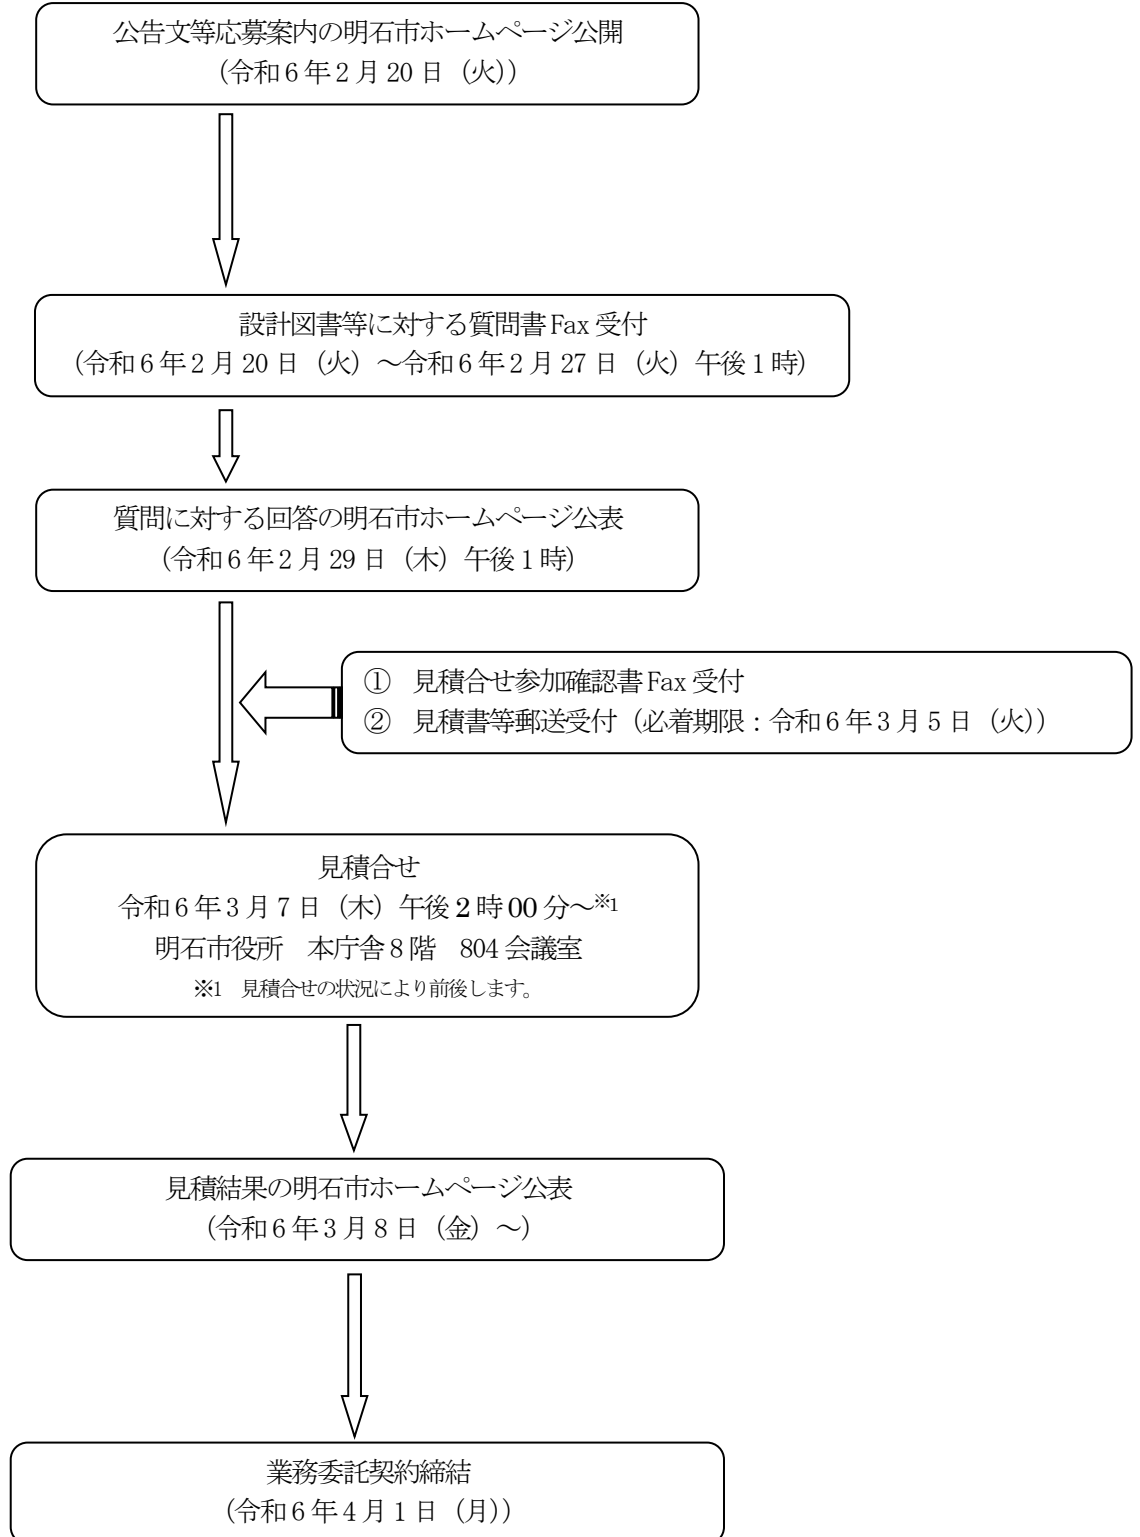 公告文等応募案内の明石市ホームページ公開
（令和６年２月20日（火））
設計図書等に対する質問書Fax受付
（令和６年２月20日（火）～令和６年２月27日（火）午後１時）
質問に対する回答の明石市ホームページ公表
（令和６年２月29日（木）午後１時）
① 見積合せ参加確認書Fax受付
② 見積書等郵送受付（必着期限：令和６年３月５日（火））
見積合せ
令和６年３月７日（木）午後２時00分～※1
明石市役所　本庁舎８階　804会議室
※1　見積合せの状況により前後します。
見積結果の明石市ホームページ公表
（令和６年３月８日（金）～）
業務委託契約締結
（令和６年４月１日（月））